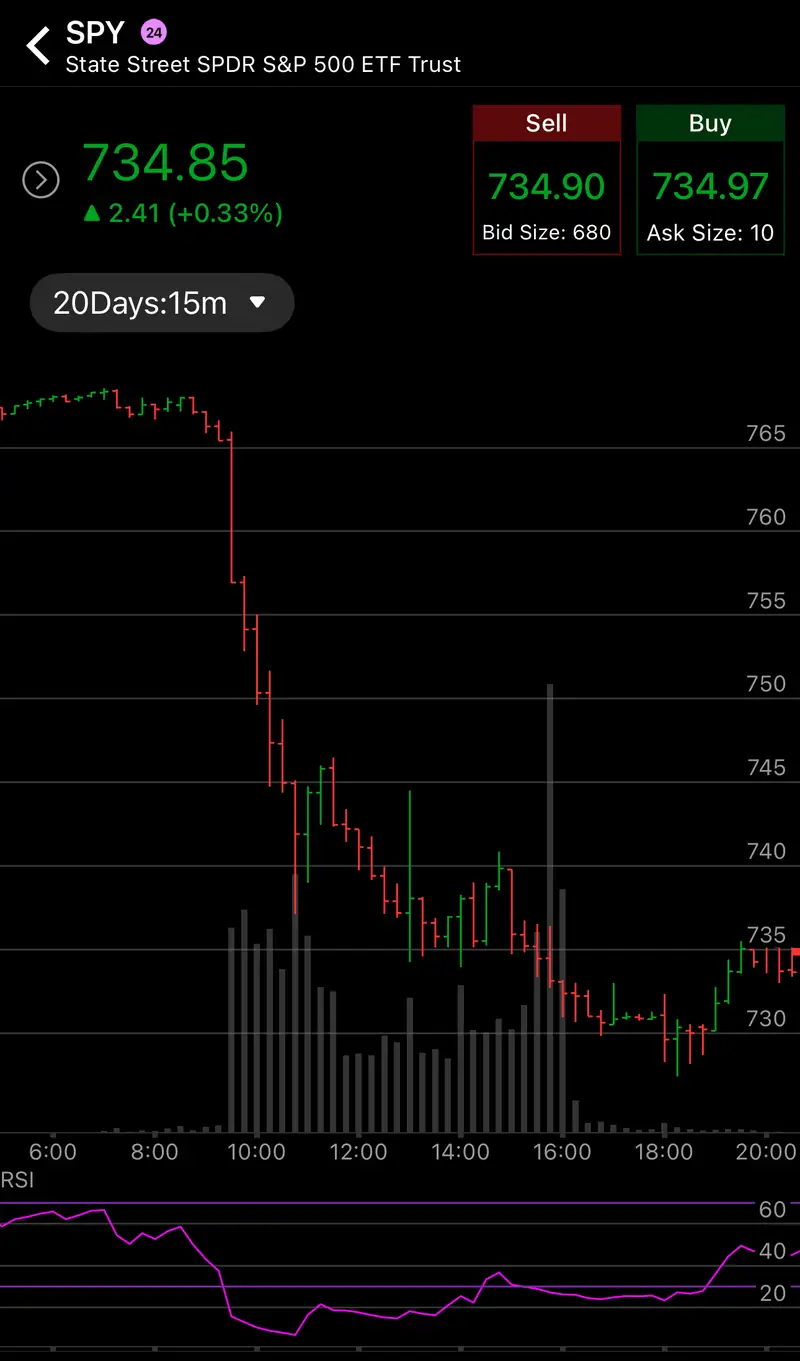 SPY 24
State Street SPDR S&P 500 ETF Trust
734.85
▲ 2.41 (+0.33%)
Sell
734.90
Bid Size: 680
Buy
734.97
Ask Size: 10
20Days:15m ▼
765
760
755
750
745
740
735
730
6:00 8:00 10:00 12:00 14:00 16:00 18:00 20:00
RSI
60
40
20